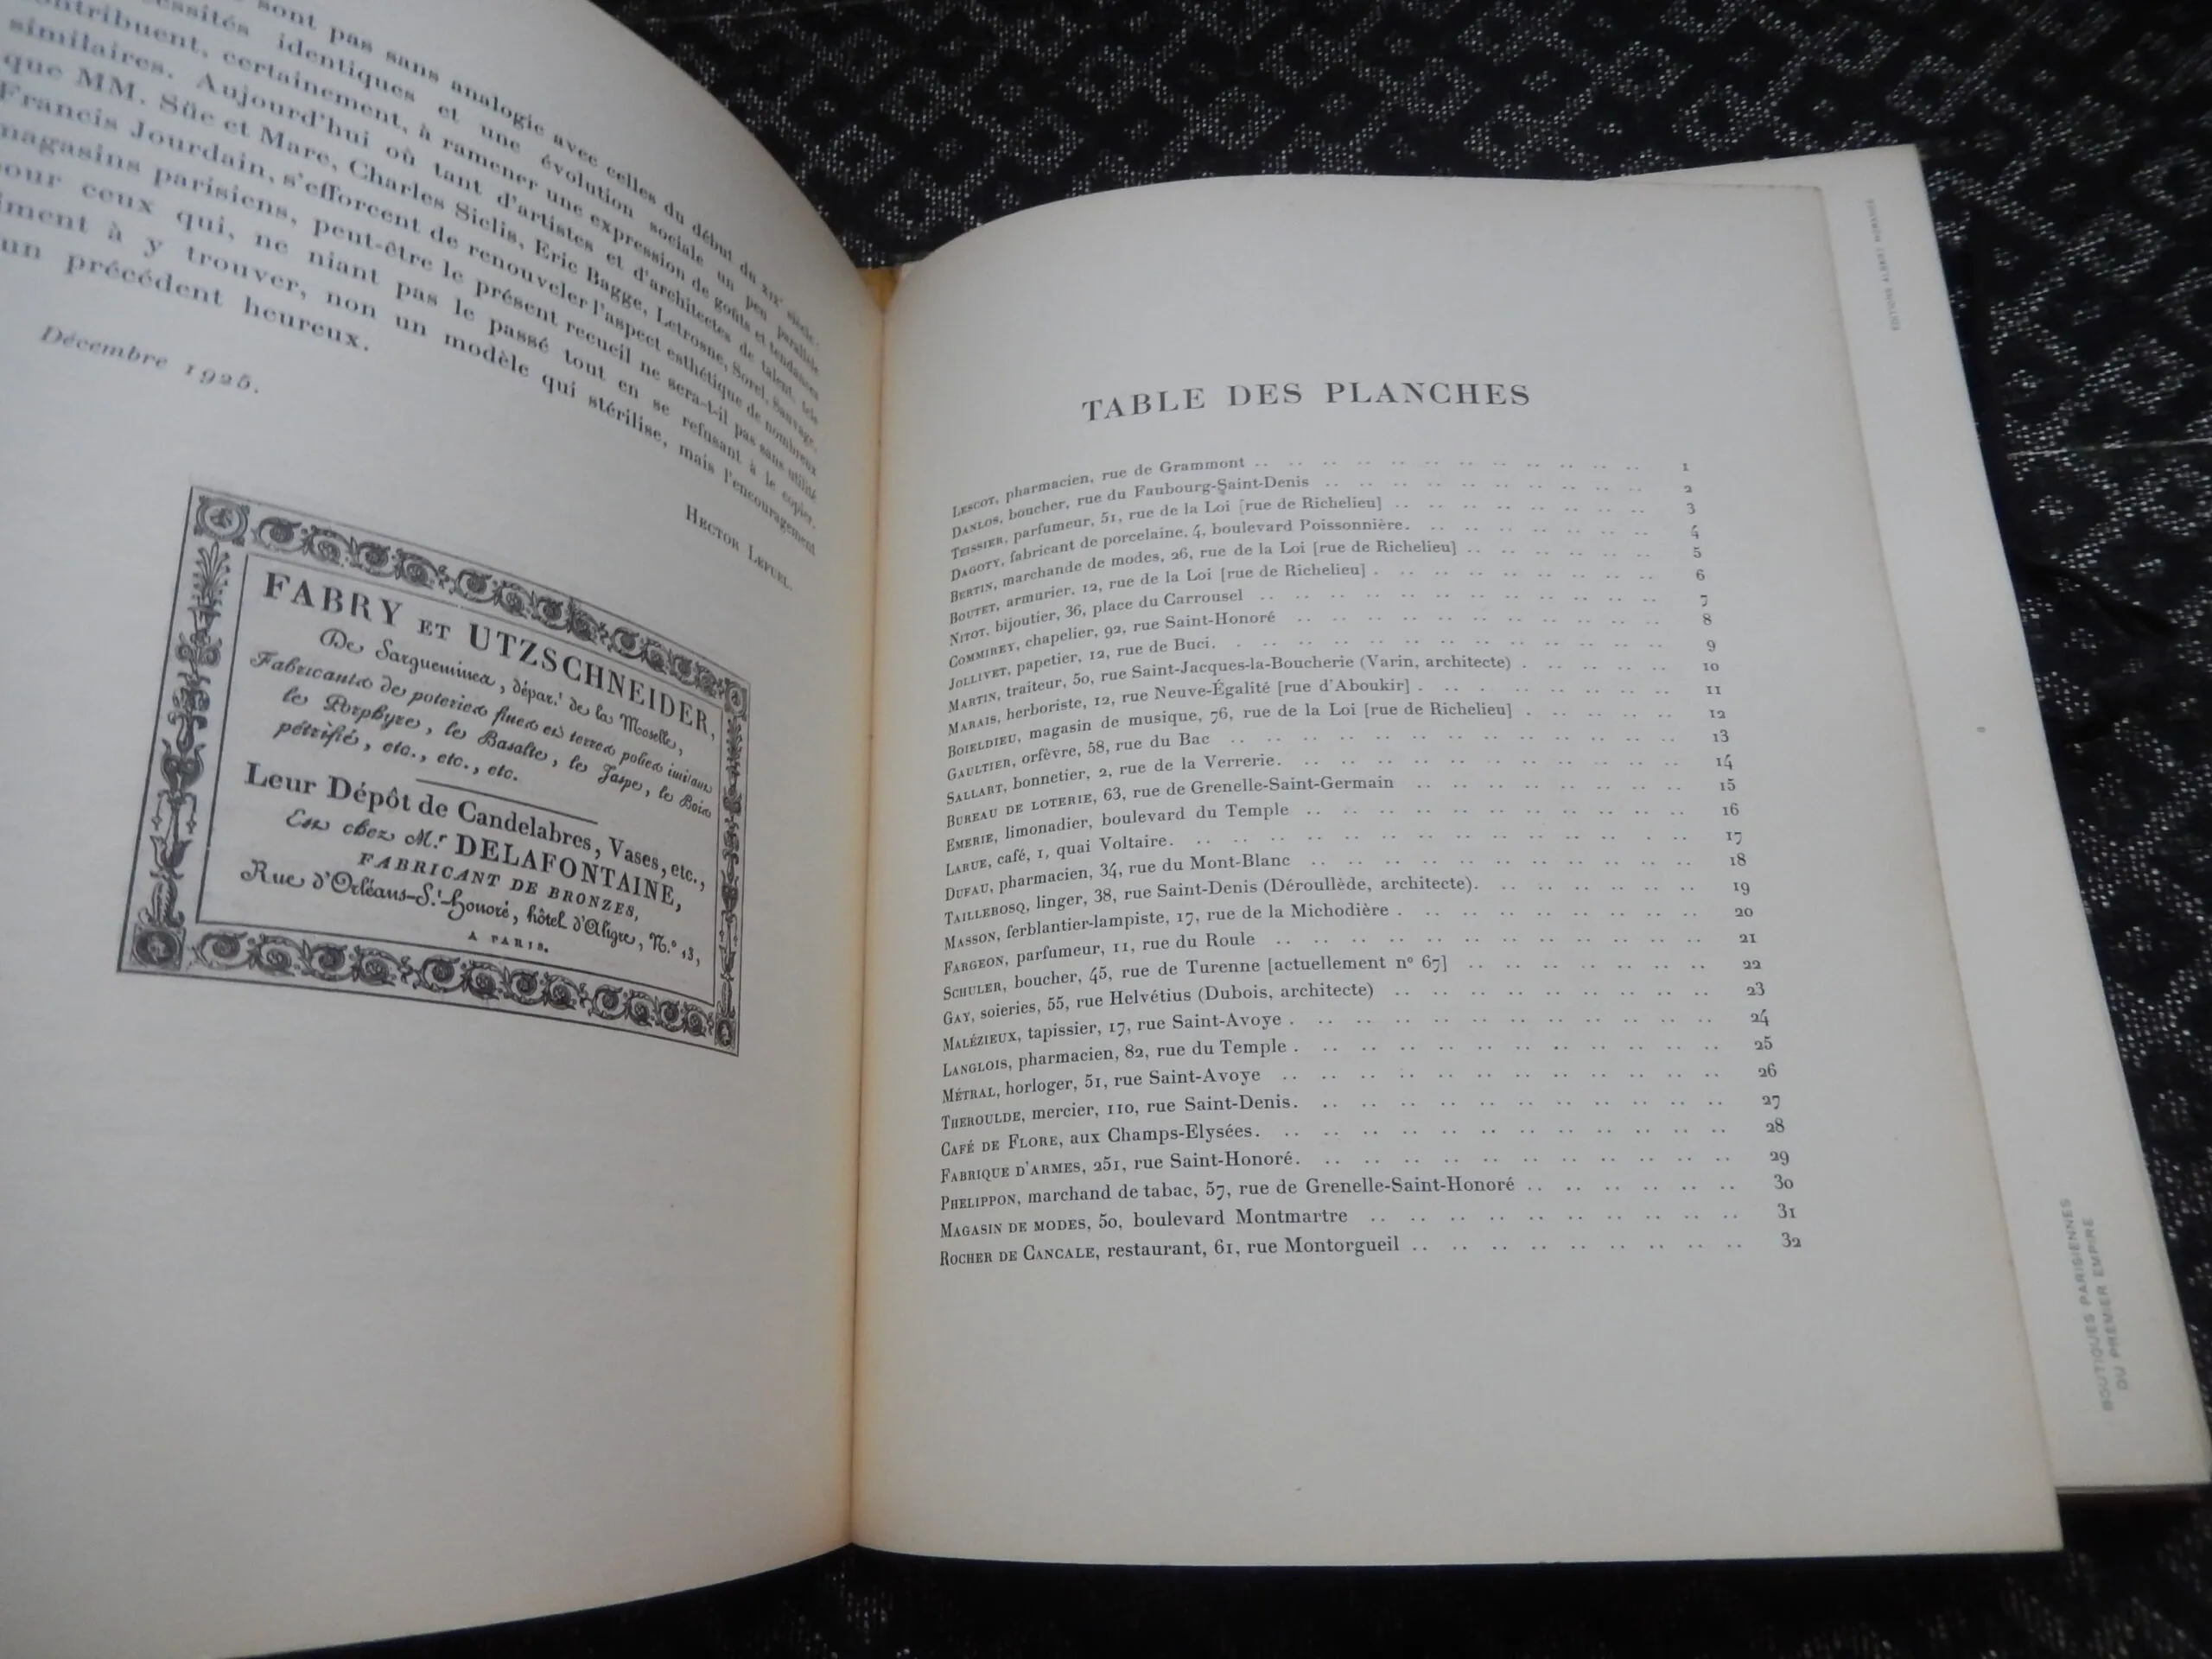 sont pas sans analogie avec celles du début du XIXe siècle.
identiques et une évolution sociale un peu parallèle
contribuent, certainement, à ramener une expression de goûts et tendances
similaires. Aujourd'hui où tant d'artistes et d'architectes de talent, tels
que MM. Süe et Mare, Charles Siclis, Eric Bagge, Letrosne, Sorel, Sauvage,
Francis Jourdain, s'efforcent de renouveler l'aspect esthétique de nombreux
magasins parisiens, peut-être le présent recueil ne sera-t-il pas sans utilité
pour ceux qui, ne niant pas le passé tout en se refusant à le copier,
à y trouver, non un modèle qui stérilise, mais l'encouragement
un précédent heureux.
Hector Lefuel.
Décembre 1925.
FABRY ET UTZSCHNEIDER,
De Sarguemines, dépar.t de la Moselle,
Fabricants de poteries fines et terres polies imitant
le Porphyre, le Basalte, le Jaspe, le Bois
pétrifié, etc., etc., etc.
Leur Dépôt de Candelabres, Vases, etc.,
Est chez M.r DELAFONTAINE,
FABRICANT DE BRONZES,
Rue d'Orléans-S.t-honoré, hôtel d'Aligre, N.o 13,
A PARIS.
TABLE DES PLANCHES
Lescot, pharmacien, rue de Grammont .. 1
Danlos, boucher, rue du Faubourg-Saint-Denis .. 2
Teissier, parfumeur, 51, rue de la Loi [rue de Richelieu] .. 3
Dagoty, fabricant de porcelaine, 4, boulevard Poissonnière. .. 4
Bertin, marchande de modes, 26, rue de la Loi [rue de Richelieu] .. 5
Boutet, armurier, 12, rue de la Loi [rue de Richelieu] . .. 6
Nitot, bijoutier, 36, place du Carrousel .. 7
Commirey, chapelier, 92, rue Saint-Honoré .. 8
Jollivet, papetier, 12, rue de Buci. .. 9
Martin, traiteur, 50, rue Saint-Jacques-la-Boucherie (Varin, architecte) . .. 10
Marais, herboriste, 12, rue Neuve-Égalité [rue d'Aboukir] . .. 11
Boieldieu, magasin de musique, 76, rue de la Loi [rue de Richelieu] . .. 12
Gaultier, orfèvre, 58, rue du Bac .. 13
Sallart, bonnetier, 2, rue de la Verrerie. .. 14
Bureau de loterie, 63, rue de Grenelle-Saint-Germain .. 15
Emerie, limonadier, boulevard du Temple .. 16
Larue, café, 1, quai Voltaire. .. 17
Dufau, pharmacien, 34, rue du Mont-Blanc .. 18
Taillebosq, linger, 38, rue Saint-Denis (Déroullède, architecte). .. 19
Masson, ferblantier-lampiste, 17, rue de la Michodière . .. 20
Fargeon, parfumeur, 11, rue du Roule .. 21
Schuler, boucher, 45, rue de Turenne [actuellement n° 67] .. 22
Gay, soieries, 55, rue Helvétius (Dubois, architecte) .. 23
Malézieux, tapissier, 17, rue Saint-Avoye . .. 24
Langlois, pharmacien, 82, rue du Temple . .. 25
Métral, horloger, 51, rue Saint-Avoye .. 26
Theroulde, mercier, 110, rue Saint-Denis. .. 27
Café de Flore, aux Champs-Elysées. .. 28
Fabrique d'armes, 251, rue Saint-Honoré. .. 29
Phelippon, marchand de tabac, 57, rue de Grenelle-Saint-Honoré .. 30
Magasin de modes, 50, boulevard Montmartre .. 31
Rocher de Cancale, restaurant, 61, rue Montorgueil .. 32
ÉDITIONS ALBERT MORANCÉ
BOUTIQUES PARISIENNES
DU PREMIER EMPIRE